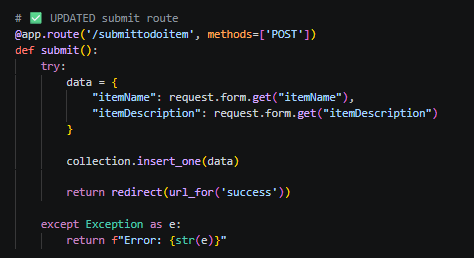 # ✅ UPDATED submit route
@app.route('/submittodoitem', methods=['POST'])
def submit():
    try:
        data = {
            "itemName": request.form.get("itemName"),
            "itemDescription": request.form.get("itemDescription")
        }

        collection.insert_one(data)

        return redirect(url_for('success'))

    except Exception as e:
        return f"Error: {str(e)}"